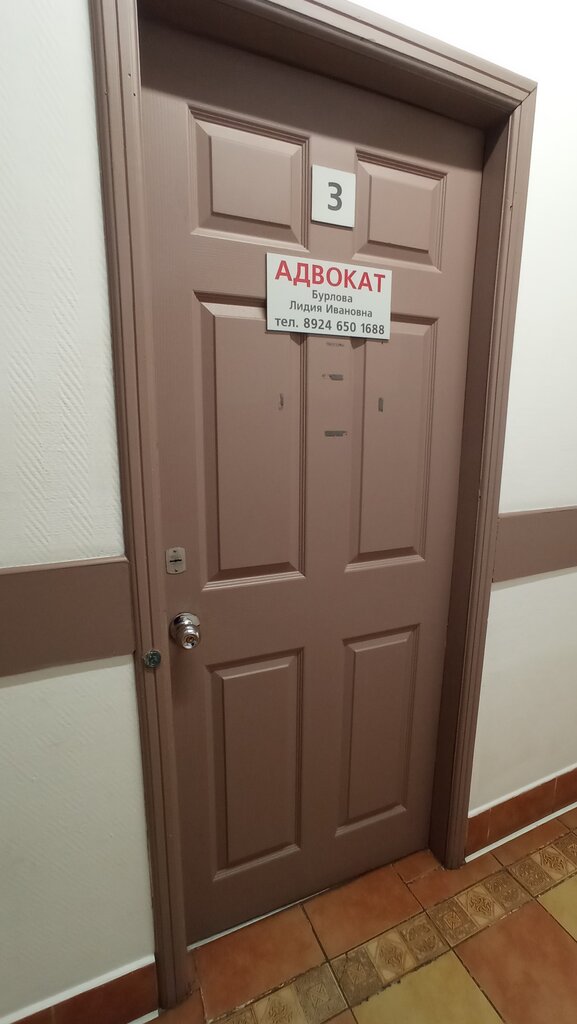 3
АДВОКАТ
Бурлова
Лидия Ивановна
тел. 8924 650 1688